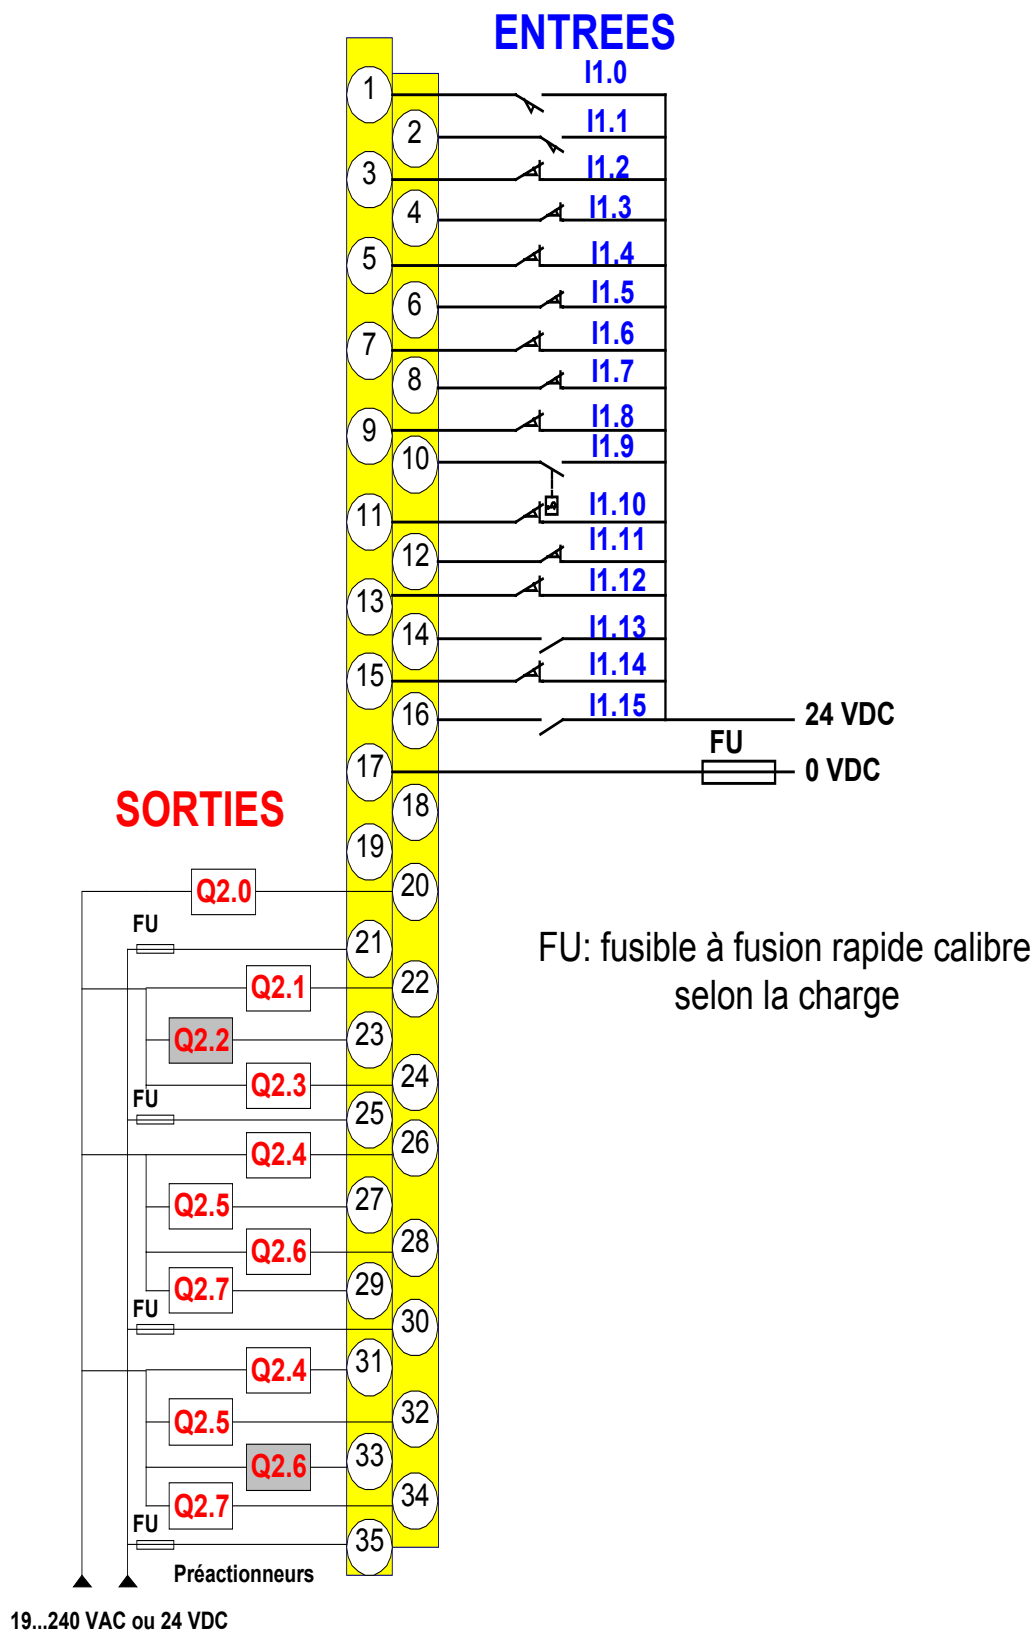 ENTREES
1
I1.0
2
I1.1
3
I1.2
4
I1.3
5
I1.4
6
I1.5
7
I1.6
8
I1.7
9
I1.8
10
I1.9
11
I1.10
12
I1.11
13
I1.12
14
I1.13
15
I1.14
16
I1.15
24 VDC
FU
17
0 VDC
SORTIES
18
19
Q2.0
20
FU
21
FU: fusible à fusion rapide calibre
selon la charge
Q2.1
22
Q2.2
23
Q2.3
24
FU
25
Q2.4
26
Q2.5
27
Q2.6
28
Q2.7
29
FU
30
Q2.4
31
Q2.5
32
Q2.6
33
Q2.7
34
FU
35
Préactionneurs
19...240 VAC ou 24 VDC